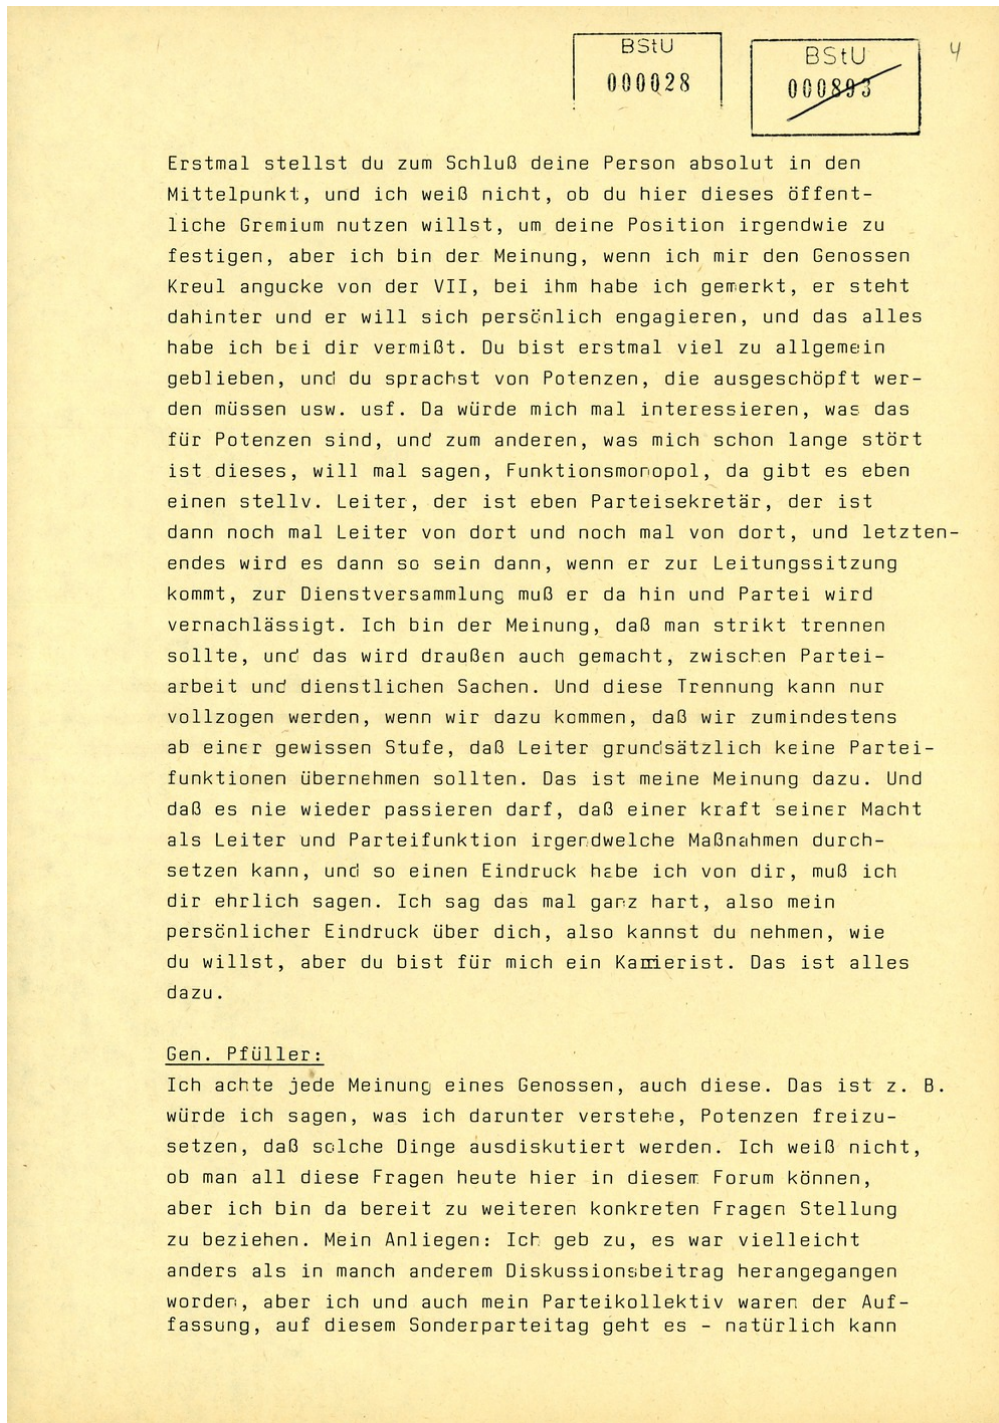 BStU
000028
BStU
000893
4
Erstmal stellst du zum Schluß deine Person absolut in den
Mittelpunkt, und ich weiß nicht, ob du hier dieses öffent-
liche Gremium nutzen willst, um deine Position irgendwie zu
festigen, aber ich bin der Meinung, wenn ich mir den Genossen
Kreul angucke von der VII, bei ihm habe ich gemerkt, er steht
dahinter und er will sich persönlich engagieren, und das alles
habe ich bei dir vermißt. Du bist erstmal viel zu allgemein
geblieben, und du sprachst von Potenzen, die ausgeschöpft wer-
den müssen usw. usf. Da würde mich mal interessieren, was das
für Potenzen sind, und zum anderen, was mich schon lange stört
ist dieses, will mal sagen, Funktionsmonopol, da gibt es eben
einen stellv. Leiter, der ist eben Parteisekretär, der ist
dann noch mal Leiter von dort und noch mal von dort, und letzten-
endes wird es dann so sein dann, wenn er zur Leitungssitzung
kommt, zur Dienstversammlung muß er da hin und Partei wird
vernachlässigt. Ich bin der Meinung, daß man strikt trennen
sollte, und das wird draußen auch gemacht, zwischen Partei-
arbeit und dienstlichen Sachen. Und diese Trennung kann nur
vollzogen werden, wenn wir dazu kommen, daß wir zumindestens
ab einer gewissen Stufe, daß Leiter grundsätzlich keine Partei-
funktionen übernehmen sollten. Das ist meine Meinung dazu. Und
daß es nie wieder passieren darf, daß einer kraft seiner Macht
als Leiter und Parteifunktion irgendwelche Maßnahmen durch-
setzen kann, und so einen Eindruck habe ich von dir, muß ich
dir ehrlich sagen. Ich sag das mal ganz hart, also mein
persönlicher Eindruck über dich, also kannst du nehmen, wie
du willst, aber du bist für mich ein Karrierist. Das ist alles
dazu.
Gen. Pfüller:
Ich achte jede Meinung eines Genossen, auch diese. Das ist z. B.
würde ich sagen, was ich darunter verstehe, Potenzen freizu-
setzen, daß solche Dinge ausdiskutiert werden. Ich weiß nicht,
ob man all diese Fragen heute hier in diesem Forum können,
aber ich bin da bereit zu weiteren konkreten Fragen Stellung
zu beziehen. Mein Anliegen: Ich geb zu, es war vielleicht
anders als in manch anderem Diskussionsbeitrag herangegangen
worden, aber ich und auch mein Parteikollektiv waren der Auf-
fassung, auf diesem Sonderparteitag geht es - natürlich kann